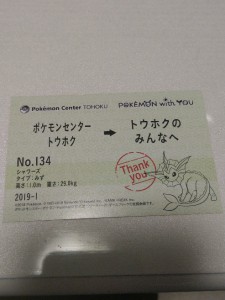 Pokémon Center TOHOKU
POKÉMON with YOU
ポケモンセンター
トウホク
トウホクの
みんなへ
No.134
シャワーズ
タイプ：みず
高さ：1.0m 重さ：29.0kg
2019-1
Thank you